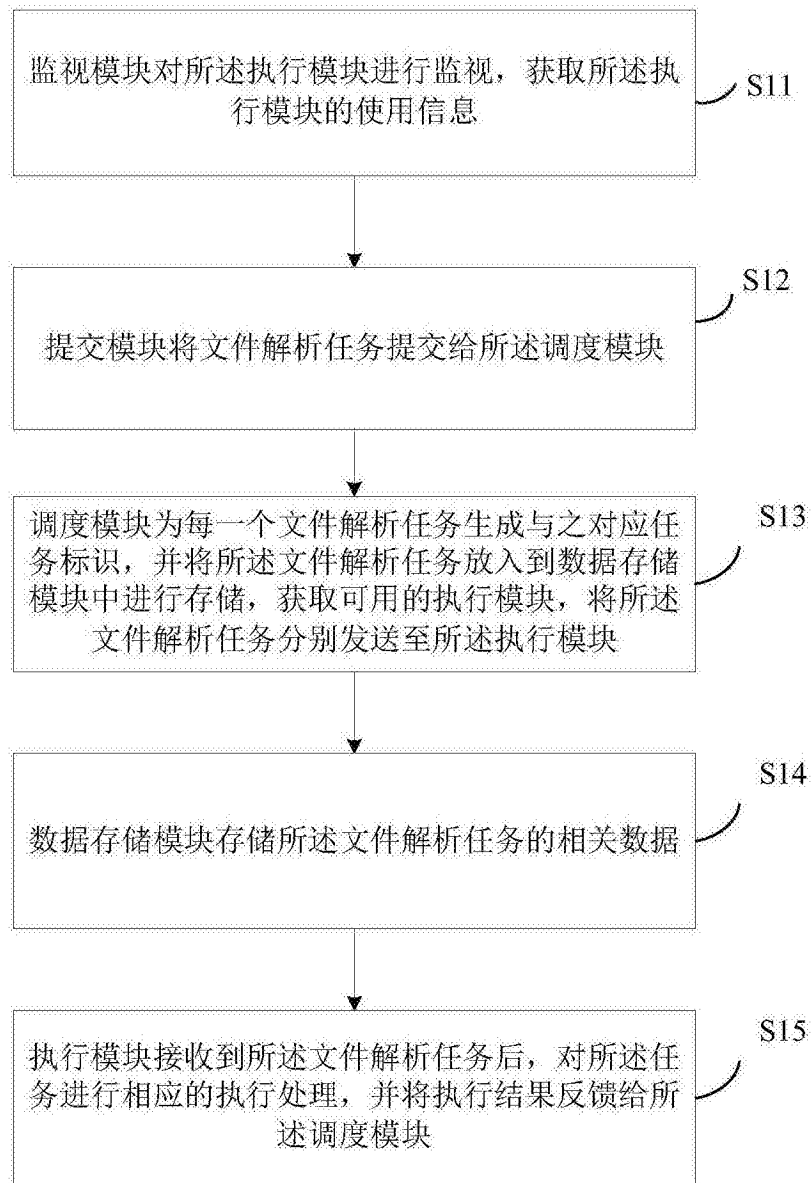 监视模块对所述执行模块进行监视，获取所述执
行模块的使用信息
S11
S12
提交模块将文件解析任务提交给所述调度模块
S13
调度模块为每一个文件解析任务生成与之对应任
务标识，并将所述文件解析任务放入到数据存储
模块中进行存储，获取可用的执行模块，将所述
文件解析任务分别发送至所述执行模块
S14
数据存储模块存储所述文件解析任务的相关数据
S15
执行模块接收到所述文件解析任务后，对所述任
务进行相应的执行处理，并将执行结果反馈给所
述调度模块